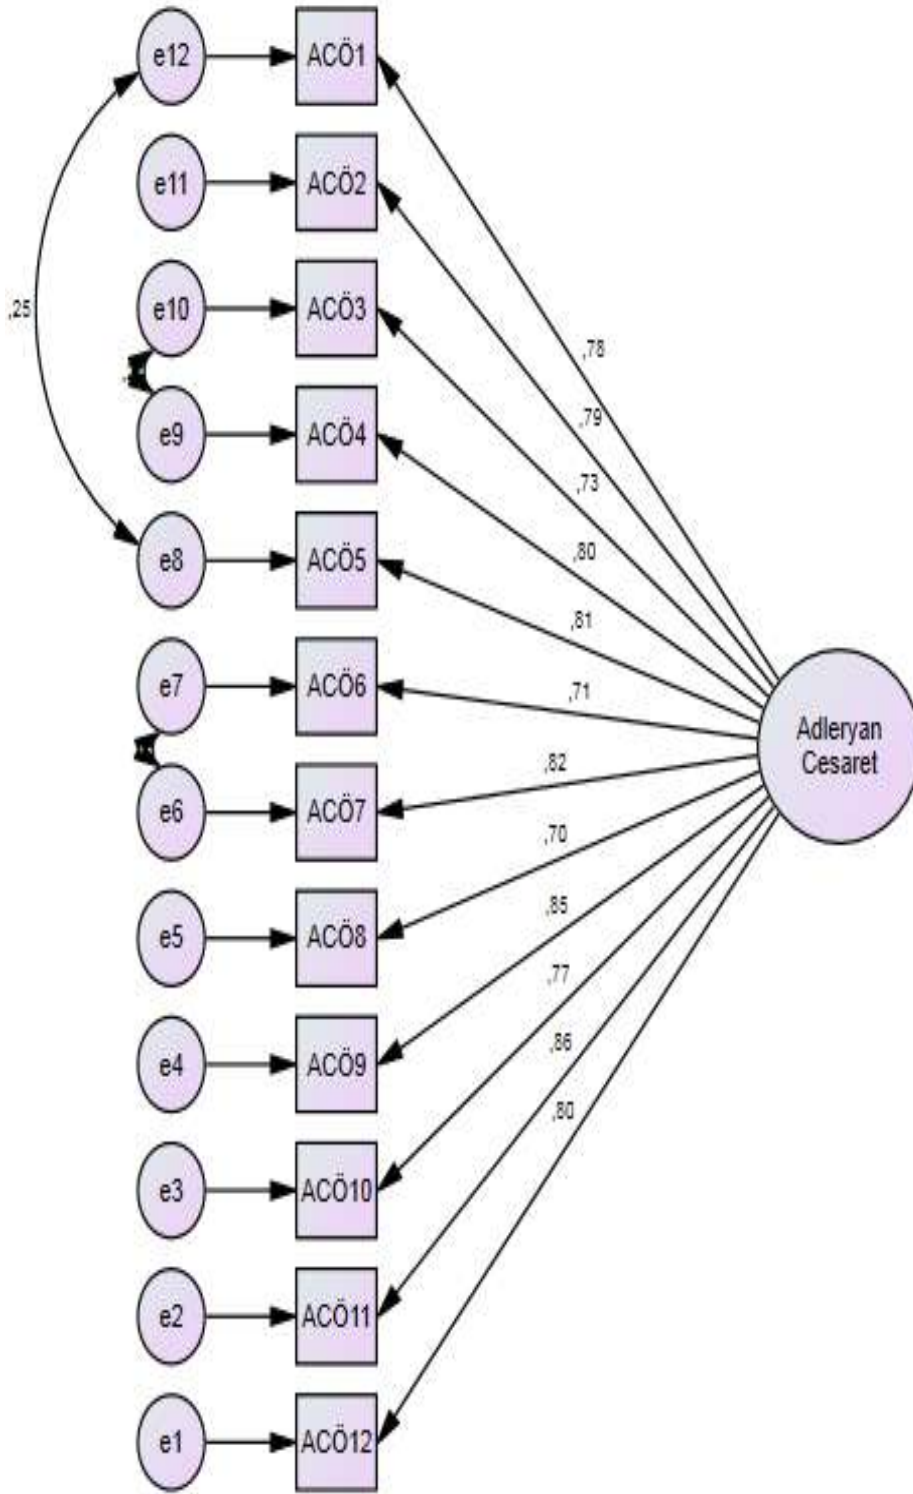 e12
ACÖ1
e11
ACÖ2
e10
ACÖ3
,25
,78
e9
ACÖ4
,79
,73
e8
ACÖ5
,80
,81
e7
ACÖ6
,71
Adleryan
Cesaret
,82
e6
ACÖ7
,70
e5
ACÖ8
,85
,77
e4
ACÖ9
,86
,80
e3
ACÖ10
e2
ACÖ11
e1
ACÖ12